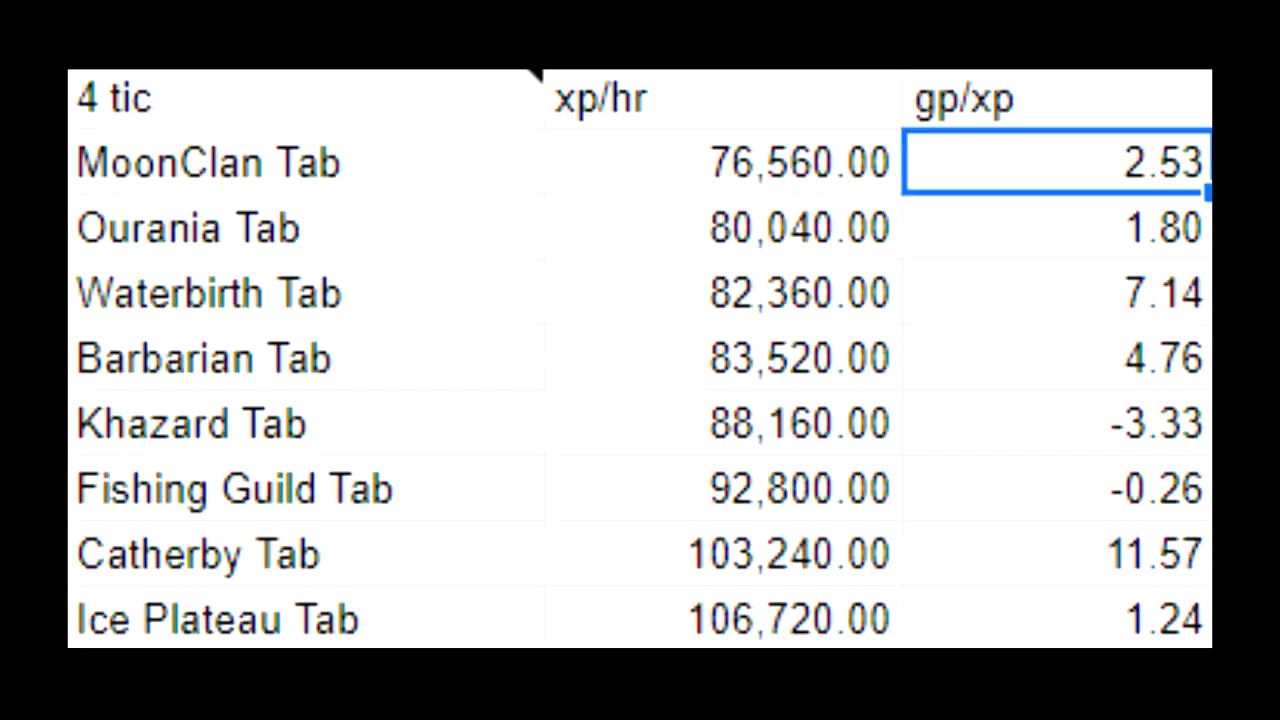 4 tic xp/hr gp/xp
MoonClan Tab 76,560.00 2.53
Ourania Tab 80,040.00 1.80
Waterbirth Tab 82,360.00 7.14
Barbarian Tab 83,520.00 4.76
Khazard Tab 88,160.00 -3.33
Fishing Guild Tab 92,800.00 -0.26
Catherby Tab 103,240.00 11.57
Ice Plateau Tab 106,720.00 1.24